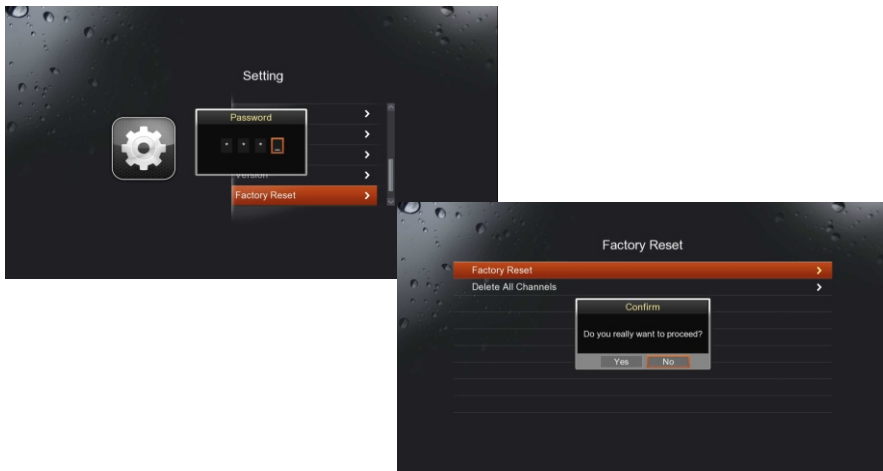 Setting
Password
* * * _
Version
Factory Reset
Factory Reset
Factory Reset
Delete All Channels
Confirm
Do you really want to proceed?
Yes No